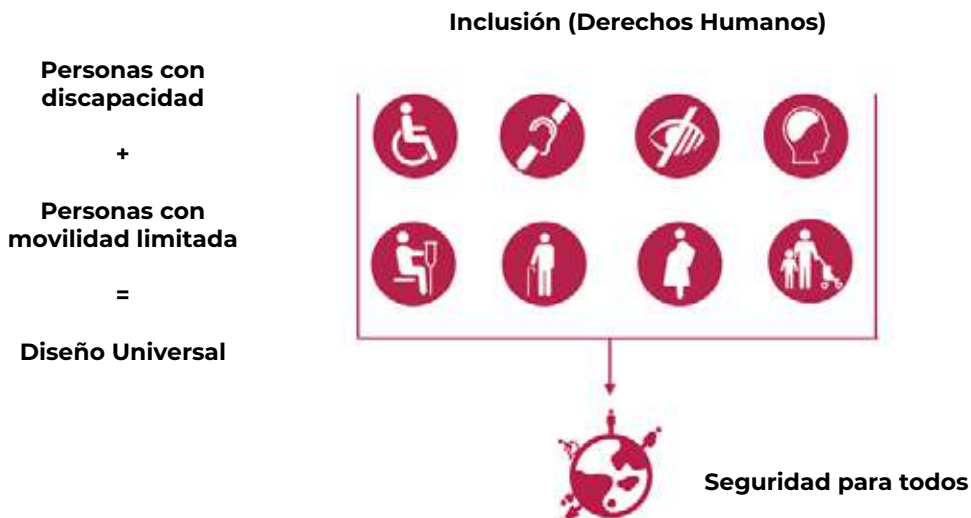 Inclusión (Derechos Humanos)
Personas con
discapacidad
+
Personas con
movilidad limitada
=
Diseño Universal
Seguridad para todos